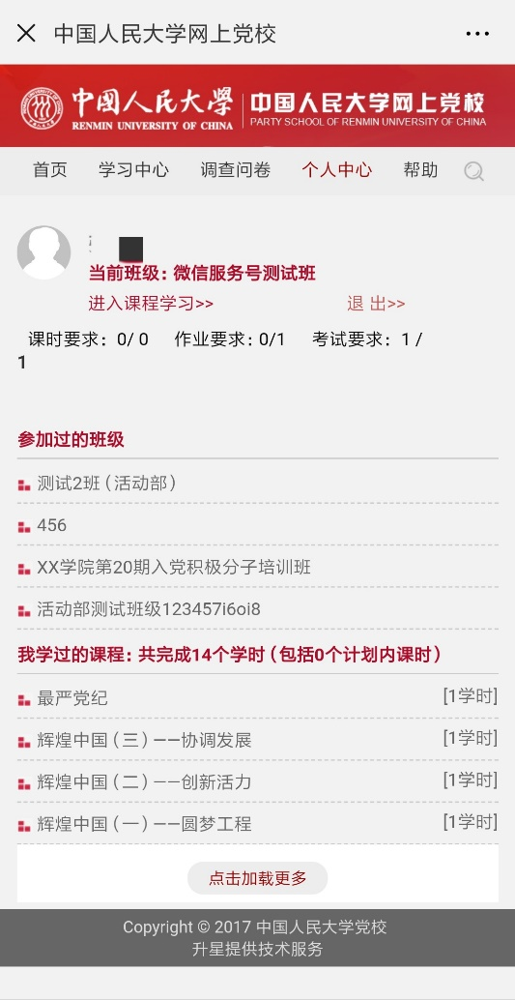 中国人民大学网上党校
中国人民大学
RENMIN UNIVERSITY OF CHINA
中国人民大学网上党校
PARTY SCHOOL OF RENMIN UNIVERSITY OF CHINA
首页 学习中心 调查问卷 个人中心 帮助
当前班级：微信服务号测试班
进入课程学习>> 退 出>>
课时要求：0/ 0 作业要求：0/1 考试要求：1 /
1
参加过的班级
测试2班（活动部）
456
XX学院第20期入党积极分子培训班
活动部测试班级123457i6oi8
我学过的课程：共完成14个学时（包括0个计划内课时）
最严党纪 [1学时]
辉煌中国（三）——协调发展 [1学时]
辉煌中国（二）——创新活力 [1学时]
辉煌中国（一）——圆梦工程 [1学时]
点击加载更多
Copyright © 2017 中国人民大学党校
升星提供技术服务